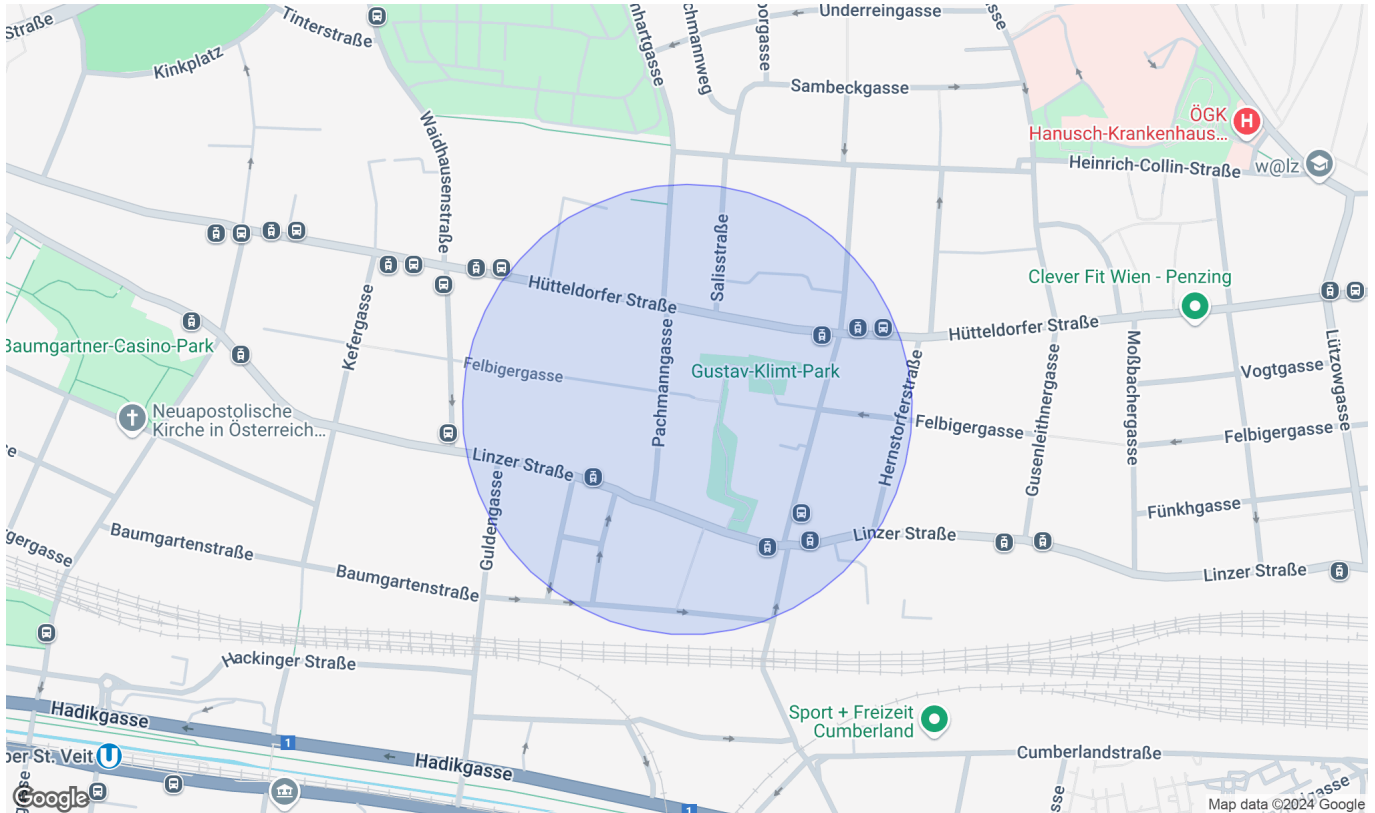 Straße
Tinterstraße
Underreingasse
Kinkplatz
Sambeckgasse
ÖGK
Hanusch-Krankenhaus...
H
Heinrich-Collin-Straße
w@lz
Waidhausenstraße
Salisstraße
Hütteldorfer Straße
Clever Fit Wien - Penzing
Hütteldorfer Straße
Baumgartner-Casino-Park
Kefergasse
Felbigergasse
Pachmanngasse
Gustav-Klimt-Park
Hernstorferstraße
Gusenleithnergasse
Moßbachergasse
Vogtgasse
Lützowgasse
Neuapostolische
Kirche in Österreich...
Felbigergasse
Felbigergasse
Linzer Straße
Guldengasse
Fünkhgasse
Baumgartenstraße
Linzer Straße
Baumgartenstraße
Linzer Straße
Hackinger Straße
Hadikgasse
1
Sport + Freizeit
Cumberland
Hadikgasse
U
Cumberlandstraße
1
Google
Map data ©2024 Google